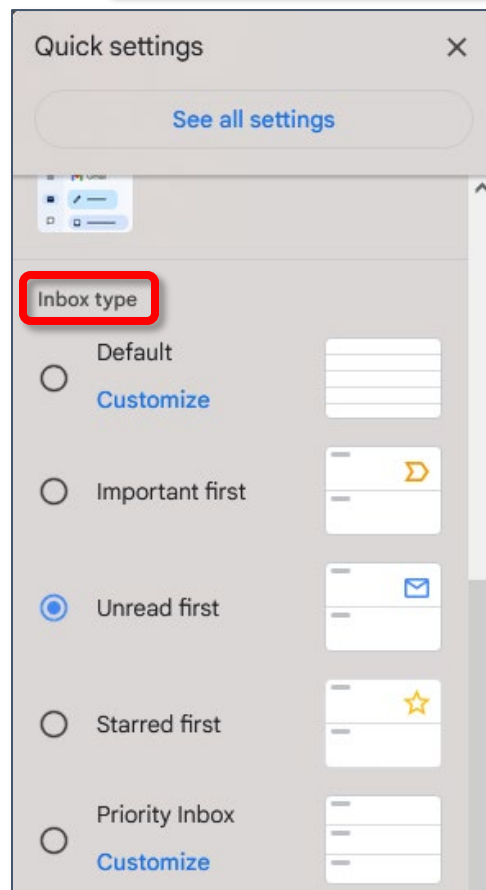 Quick settings
See all settings
Inbox type
Default
Customize
Important first
Unread first
Starred first
Priority Inbox
Customize